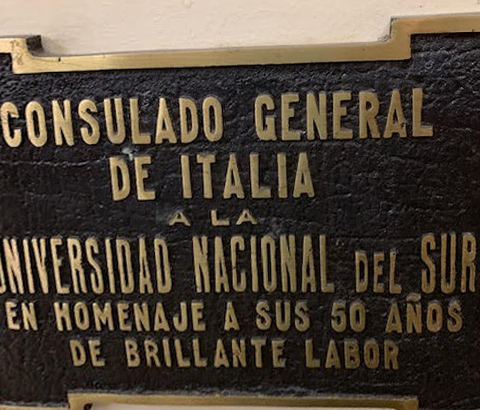 CONSULADO GENERAL
DE ITALIA
A LA
UNIVERSIDAD NACIONAL DEL SUR
EN HOMENAJE A SUS 50 AÑOS
DE BRILLANTE LABOR